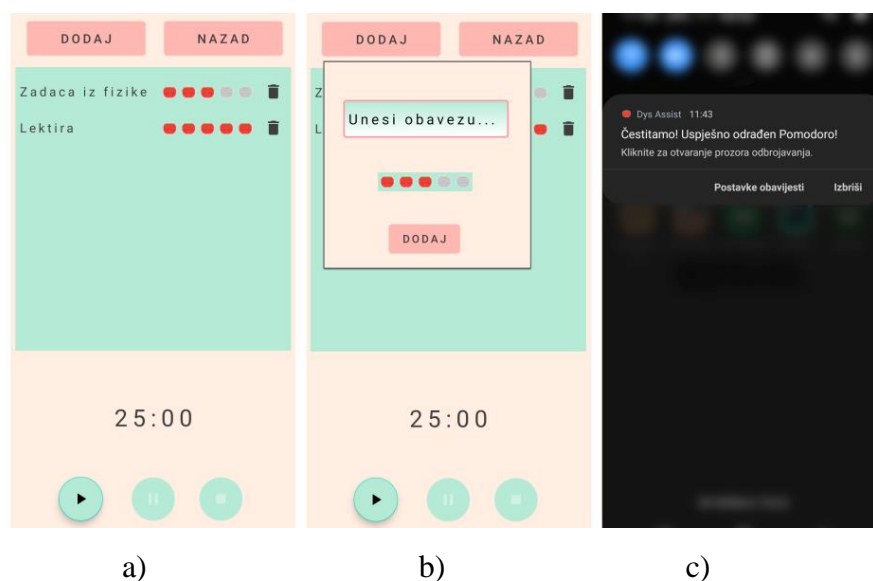 DODAJ NAZAD
Zadaca iz fizike
Lektira
25:00
DODAJ NAZAD
Z
L
Unesi obavezu...
DODAJ
25:00
Dys Assist 11:43
Čestitamo! Uspješno odrađen Pomodoro!
Kliknite za otvaranje prozora odbrojavanja.
Postavke obavijesti Izbriši
a) b) c)